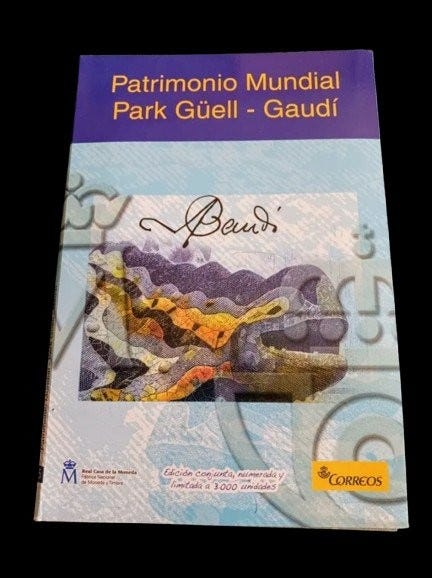 Patrimonio Mundial
Park Güell - Gaudí
Gaudí
Real Casa de la Moneda
Fábrica Nacional
de Moneda y Timbre
M
Edición conjunta, numerada y
limitada a 3.000 unidades
CORREOS